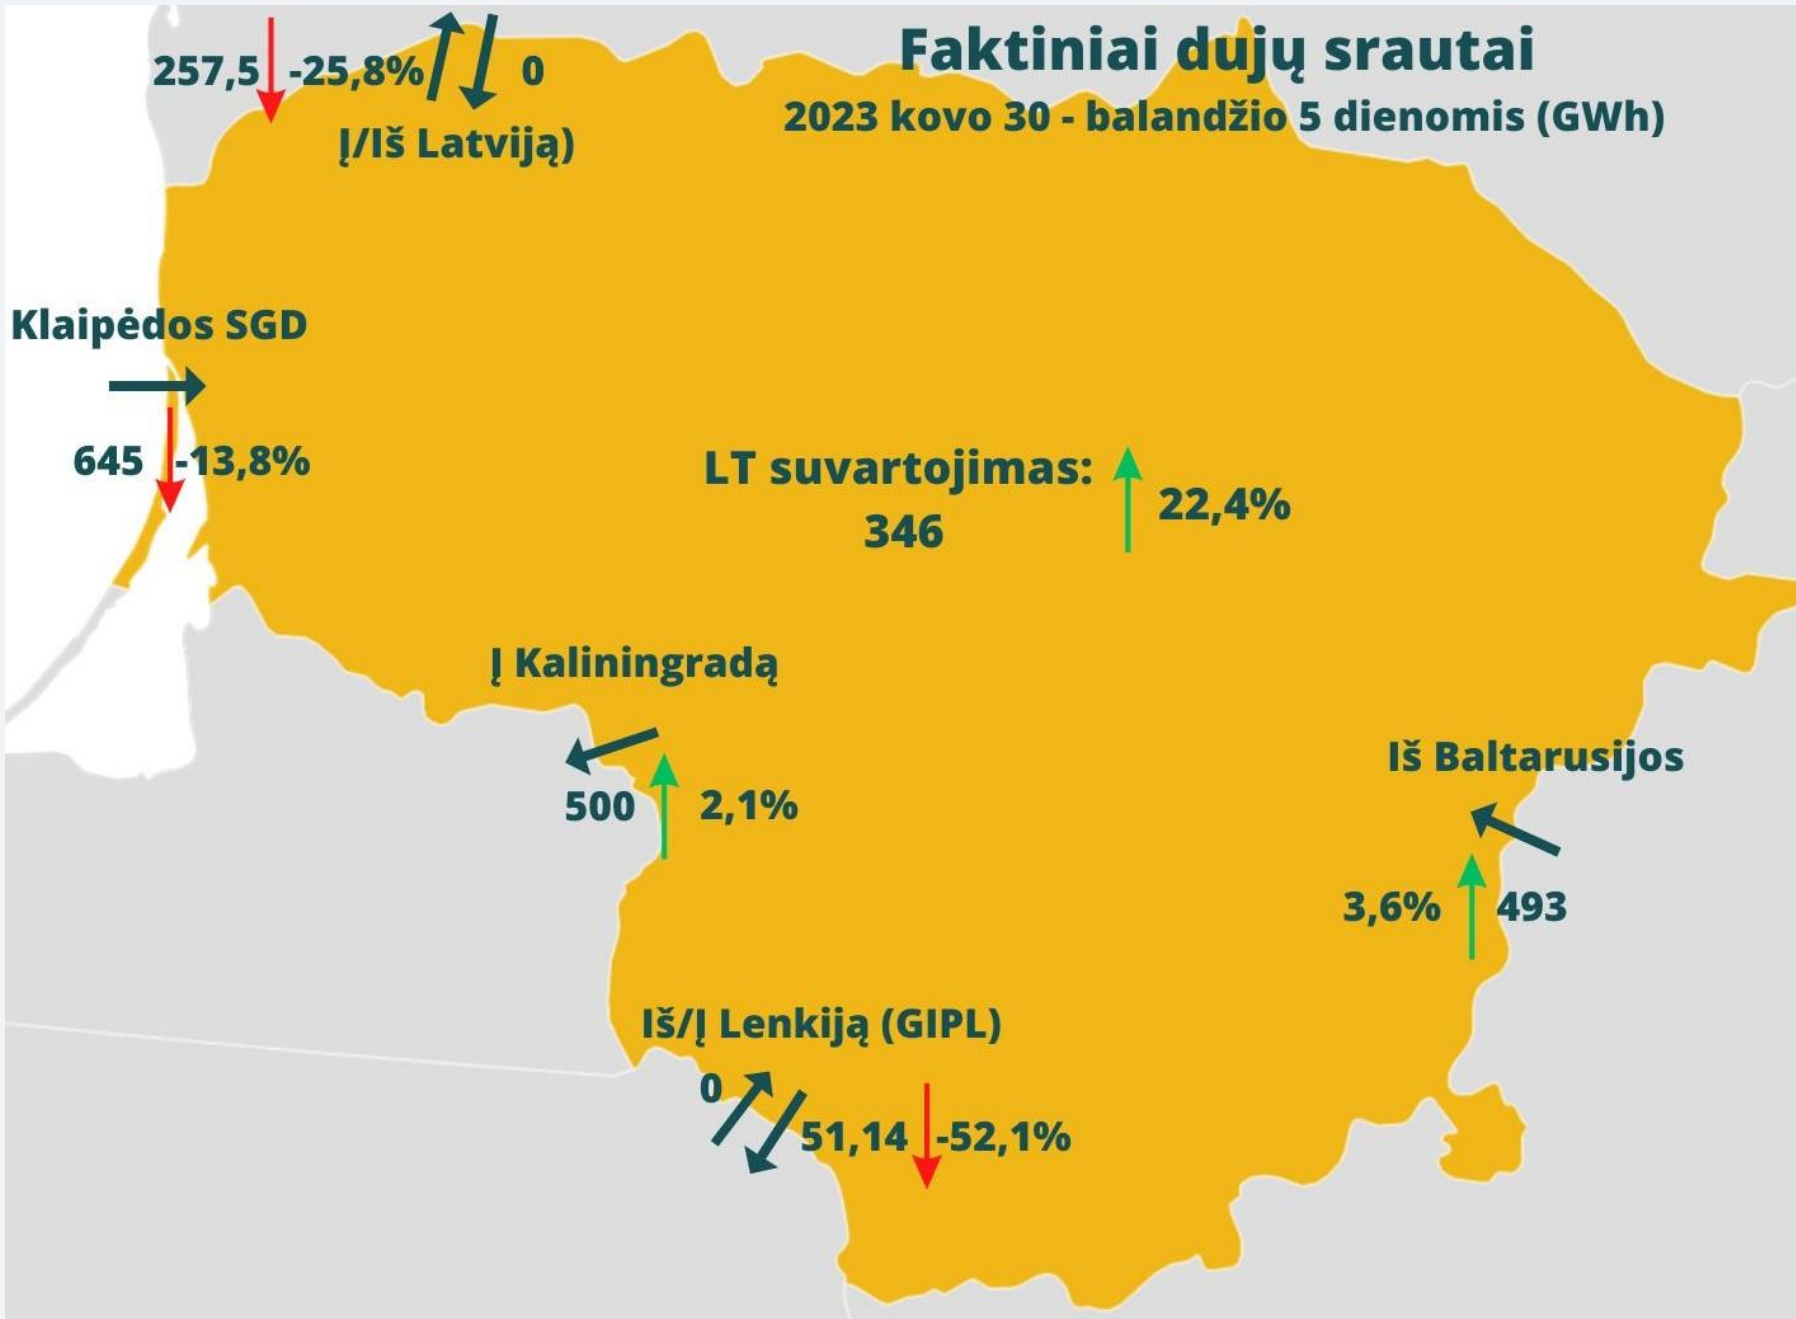 Faktiniai dujų srautai
2023 kovo 30 - balandžio 5 dienomis (GWh)
257,5 -25,8% 0
Į/Iš Latviją)
Klaipėdos SGD
645 -13,8%
LT suvartojimas:
346
22,4%
Į Kaliningradą
500 2,1%
Iš Baltarusijos
3,6% 493
Iš/Į Lenkiją (GIPL)
0
51,14 -52,1%